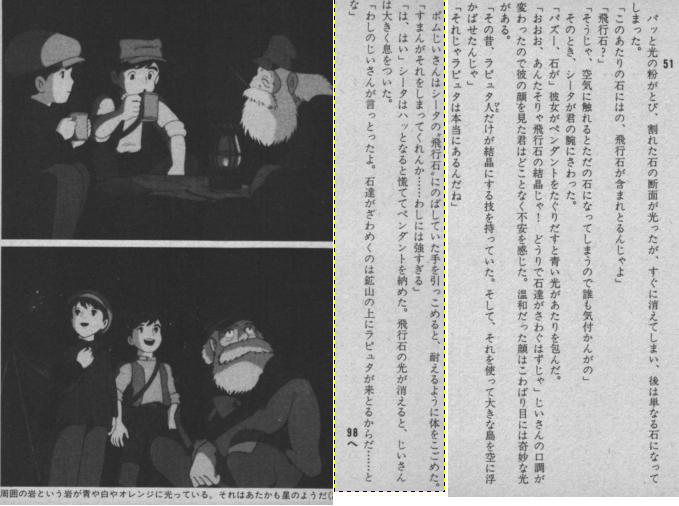 51
パッと光の粉がとび、割れた石の断面が光ったが、すぐに消えてしまい、後は単なる石になって
しまった。
「このあたりの石にはの、飛行石が含まれとるんじゃよ」
「飛行石？」
「そうじゃ、空気に触れるとただの石になってしまうので誰も気付かんがの」
そのとき、シータが君の腕にさわった。
「パズー、石が」彼女がペンダントをたぐりだすと青い光があたりを包んだ。
「おおお、あんたそりゃ飛行石の結晶じゃ！　どうりで石達がさわぐはずじゃ」じいさんの口調が
変わったので彼の顔を見た君はどことなく不安を感じた。温和だった顔はこわばり目には奇妙な光
がある。
「その昔、ラピュタ人だけが結晶にする技を持っていた。そして、それを使って大きな島を空に浮
びと
かばせたんじゃ」
「それじゃラピュタは本当にあるんだね」
ポムじいさんはシータの〝飛行石〟にのばしていた手を引っこめると、耐えるように体をこごめた。
「すまんがそれをしまってくれんか……わしには強すぎる」
「は、はい」シータはハッとなると慌ててペンダントを納めた。飛行石の光が消えると、じいさん
は大きく息をついた。
「わしのじいさんが言っとったよ。石達がざわめくのは鉱山の上にラピュタが来とるからだ……と
な」
98へ
周囲の岩という岩が青や白やオレンジに光っている。それはあたかも星のようだ